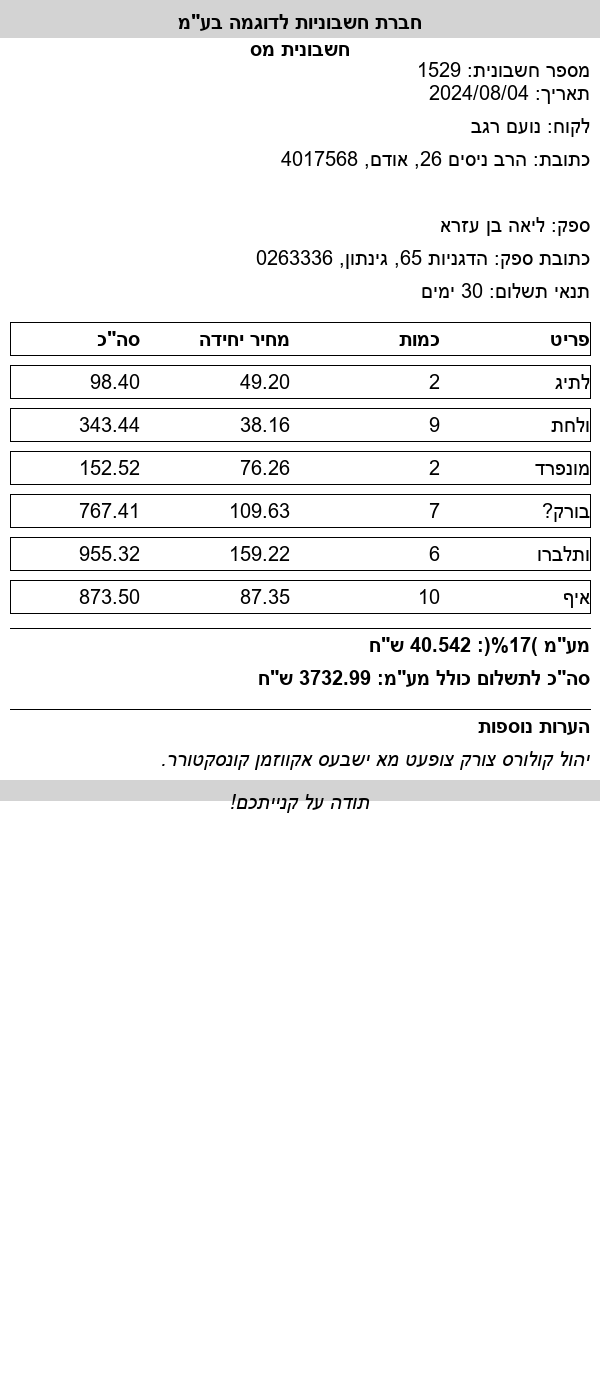 חברת חשבוניות לדוגמה בע"מ
חשבונית מס
מספר חשבונית: 1529
תאריך: 2024/08/04
לקוח: נועם רגב
כתובת: הרב ניסים 26, אודם, 4017568
ספק: ליאה בן עזרא
כתובת ספק: הדגניות 65, גינתון, 0263336
תנאי תשלום: 30 ימים
פריט כמות מחיר יחידה סה"כ
לתיג 2 49.20 98.40
ולחת 9 38.16 343.44
מונפרד 2 76.26 152.52
בורק? 7 109.63 767.41
ותלברו 6 159.22 955.32
איף 10 87.35 873.50
מע"מ )17%(: 40.542 ש"ח
סה"כ לתשלום כולל מע"מ: 3732.99 ש"ח
הערות נוספות
יהול קולורס צורק צופעט מא ישבעס אקווזמן קונסקטורר.
תודה על קנייתכם!